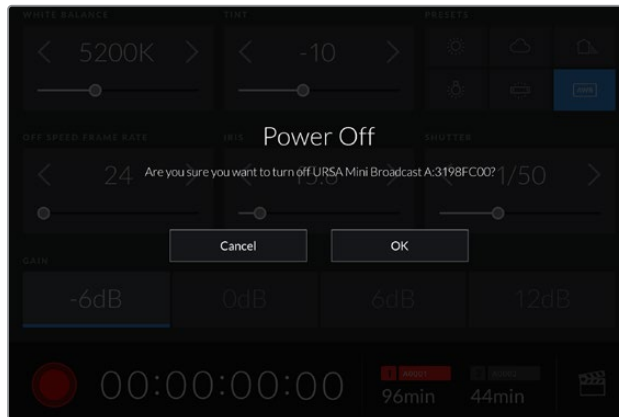 WHITE BALANCE TINT PRESETS
5200K -10
AWB
OFF SPEED FRAME RATE IRIS SHUTTER
Power Off
24 1/50
Are you sure you want to turn off URSA Mini Broadcast A:3198FC00?
Cancel OK
GAIN
-6dB 0dB 6dB 12dB
00:00:00:00
1 2
96min 44min